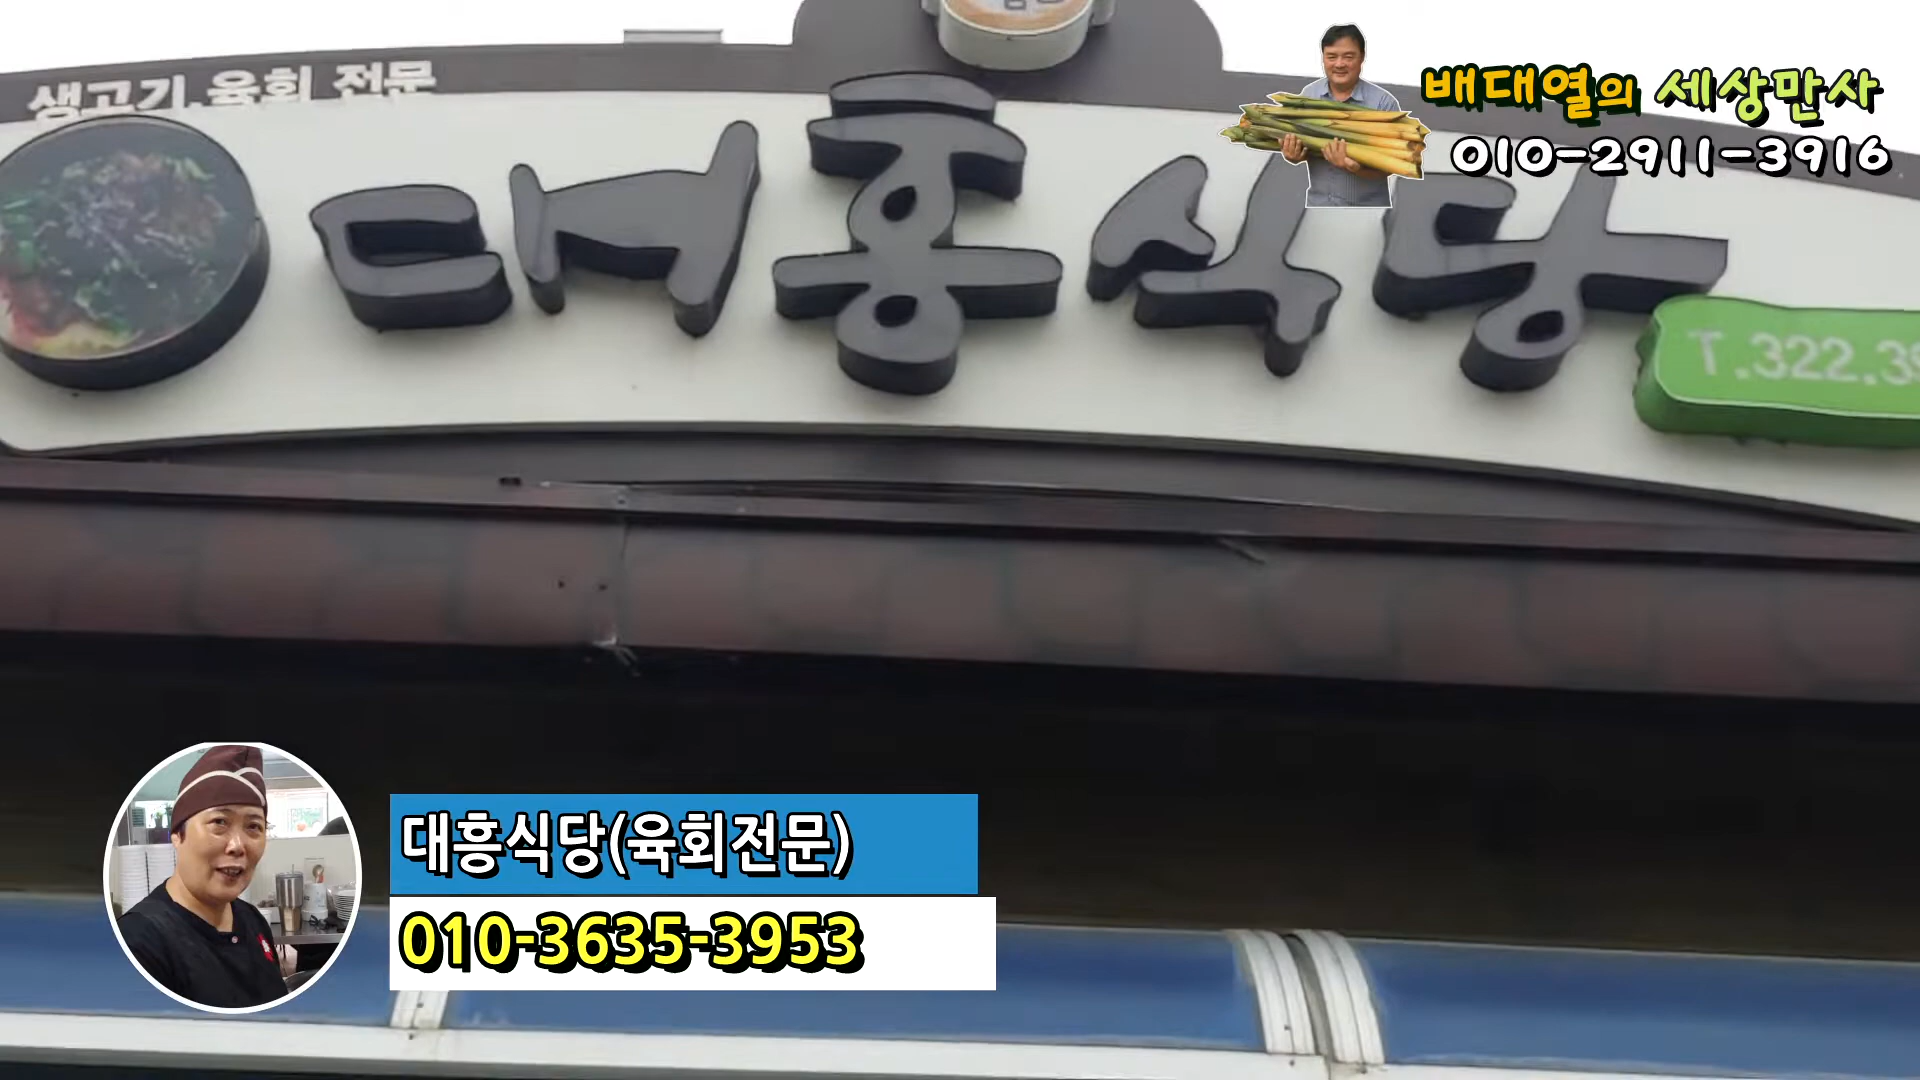 생고기.육회 전문
대흥식당
T.322.39
배대열의 세상만사
010-2911-3916
대흥식당(육회전문)
010-3635-3953